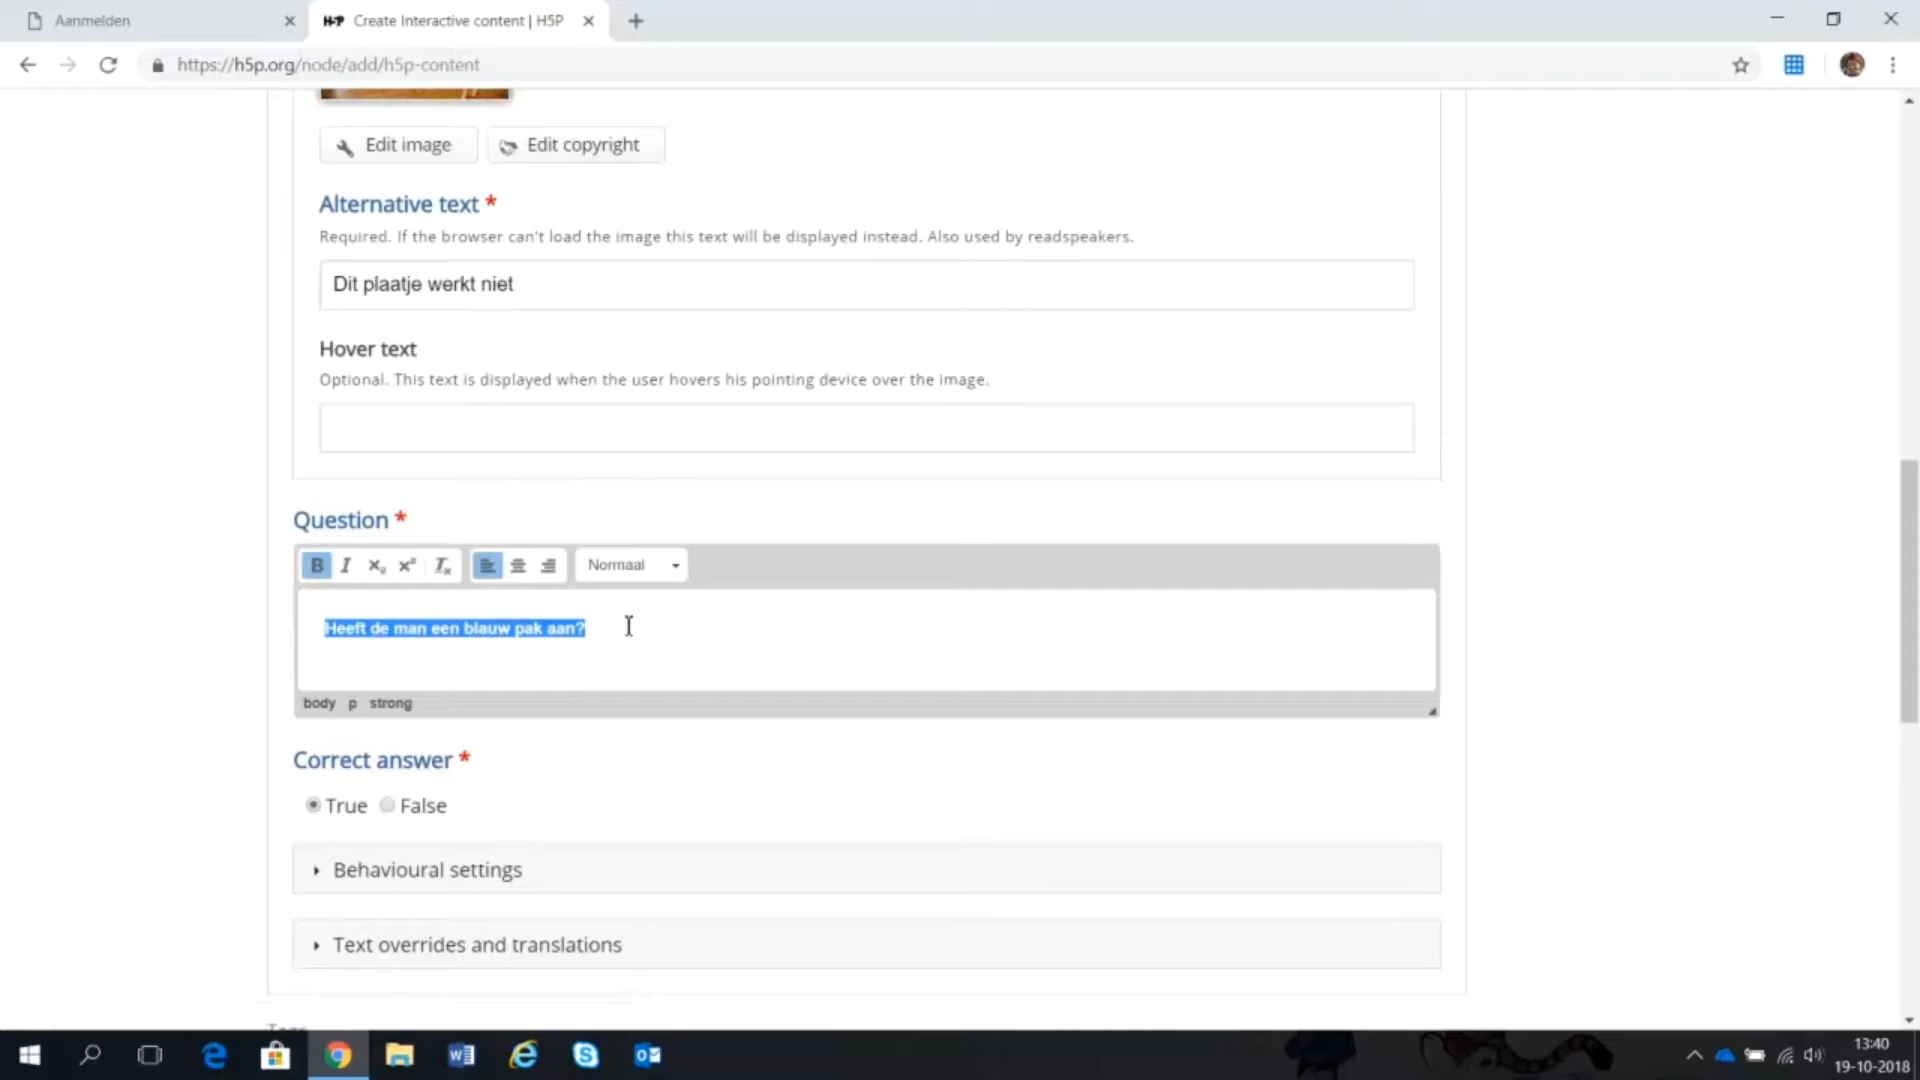 Aanmelden
H-P Create Interactive content | H5P
https://h5p.org/node/add/h5p-content
Edit image
Edit copyright
Alternative text *
Required. If the browser can't load the image this text will be displayed instead. Also used by readspeakers.
Dit plaatje werkt niet
Hover text
Optional. This text is displayed when the user hovers his pointing device over the image.
Question *
B I x₂ x² Tx Normaal
Heeft de man een blauw pak aan?
body p strong
Correct answer *
True False
Behavioural settings
Text overrides and translations
13:40
19-10-2018